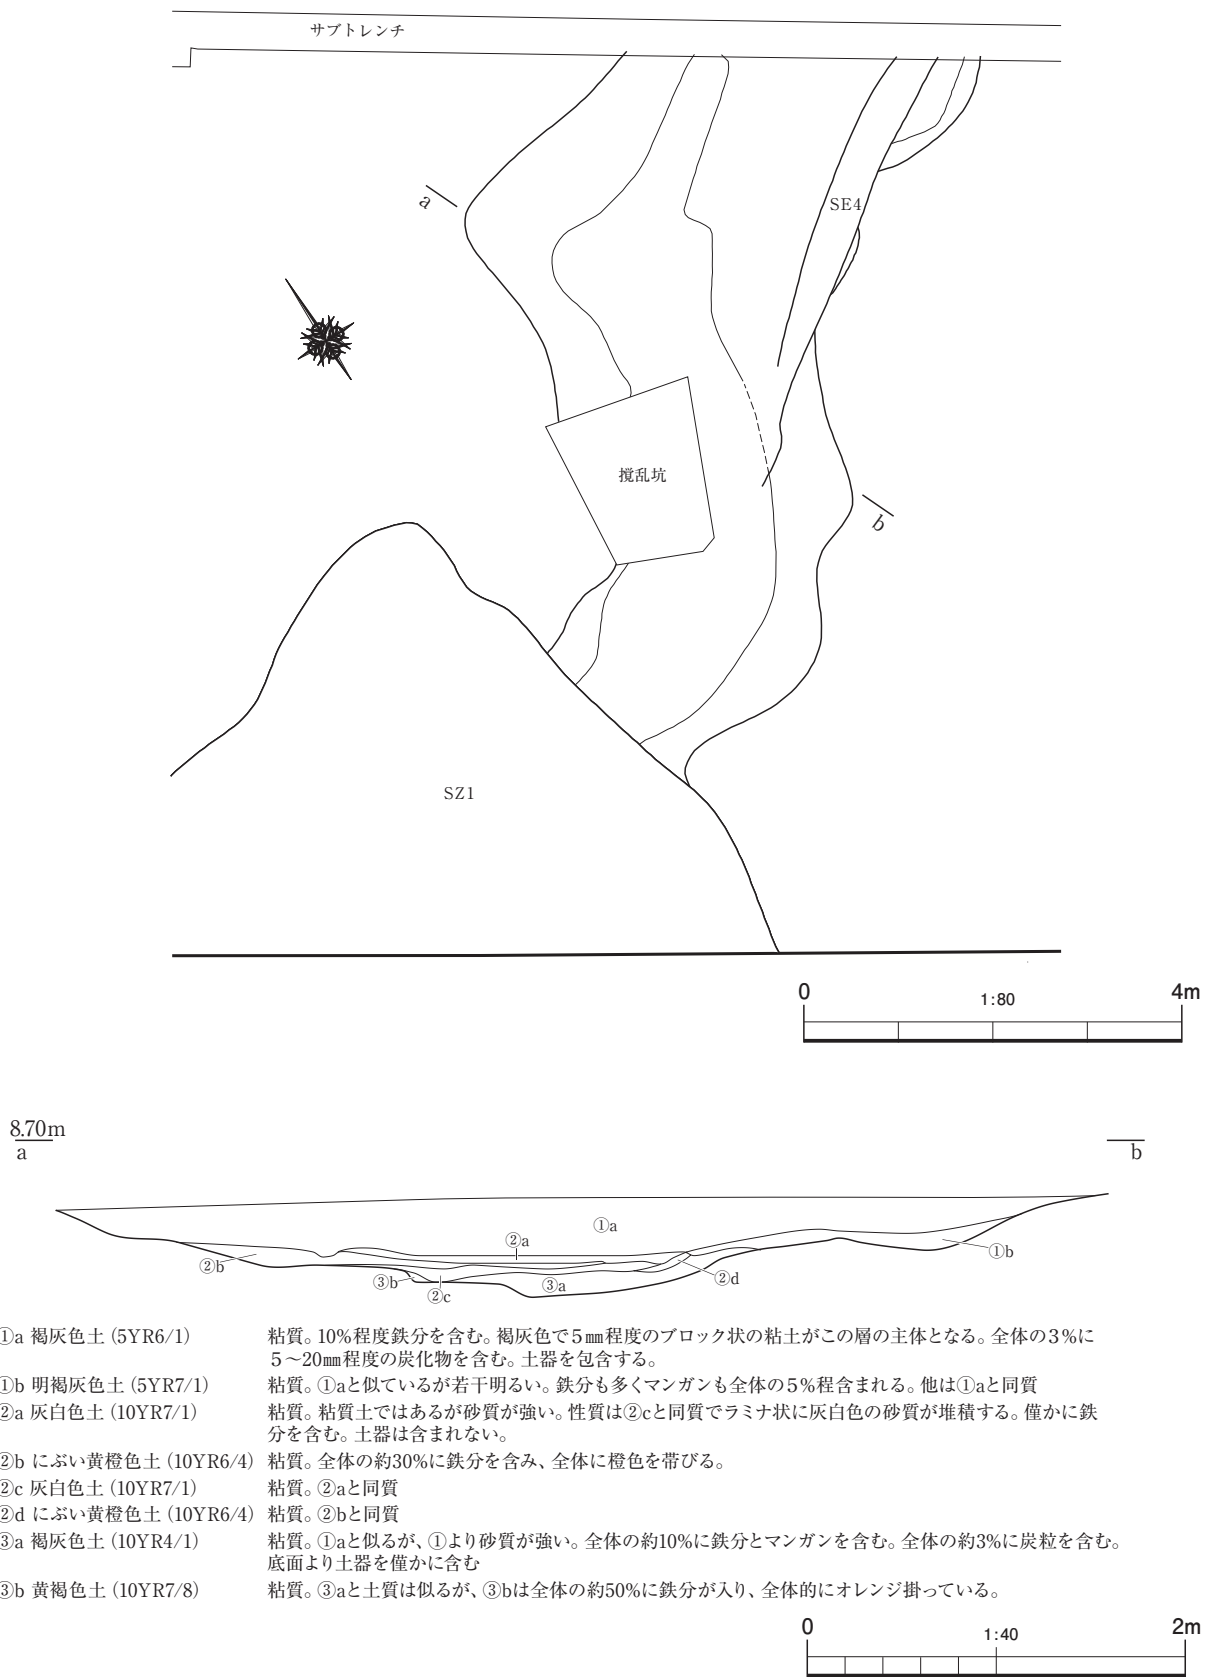 サブトレンチ
a
SE4
撹乱坑
b
SZ1
0 1:80 4m
8.70m
a b
①a
②a
①b
②b
③b ③a ②d
②c
①a 褐灰色土 (5YR6/1) 粘質。10%程度鉄分を含む。褐灰色で5㎜程度のブロック状の粘土がこの層の主体となる。全体の3%に
5〜20㎜程度の炭化物を含む。土器を包含する。
①b 明褐灰色土 (5YR7/1) 粘質。①aと似ているが若干明るい。鉄分も多くマンガンも全体の5%程含まれる。他は①aと同質
②a 灰白色土 (10YR7/1) 粘質。粘質土ではあるが砂質が強い。性質は②cと同質でラミナ状に灰白色の砂質が堆積する。僅かに鉄
分を含む。土器は含まれない。
②b にぶい黄橙色土 (10YR6/4) 粘質。全体の約30%に鉄分を含み、全体に橙色を帯びる。
②c 灰白色土 (10YR7/1) 粘質。②aと同質
②d にぶい黄橙色土 (10YR6/4) 粘質。②bと同質
③a 褐灰色土 (10YR4/1) 粘質。①aと似るが、①より砂質が強い。全体の約10%に鉄分とマンガンを含む。全体の約3%に炭粒を含む。
底面より土器を僅かに含む
③b 黄褐色土 (10YR7/8) 粘質。③aと土質は似るが、③bは全体の約50%に鉄分が入り、全体的にオレンジ掛っている。
0 1:40 2m